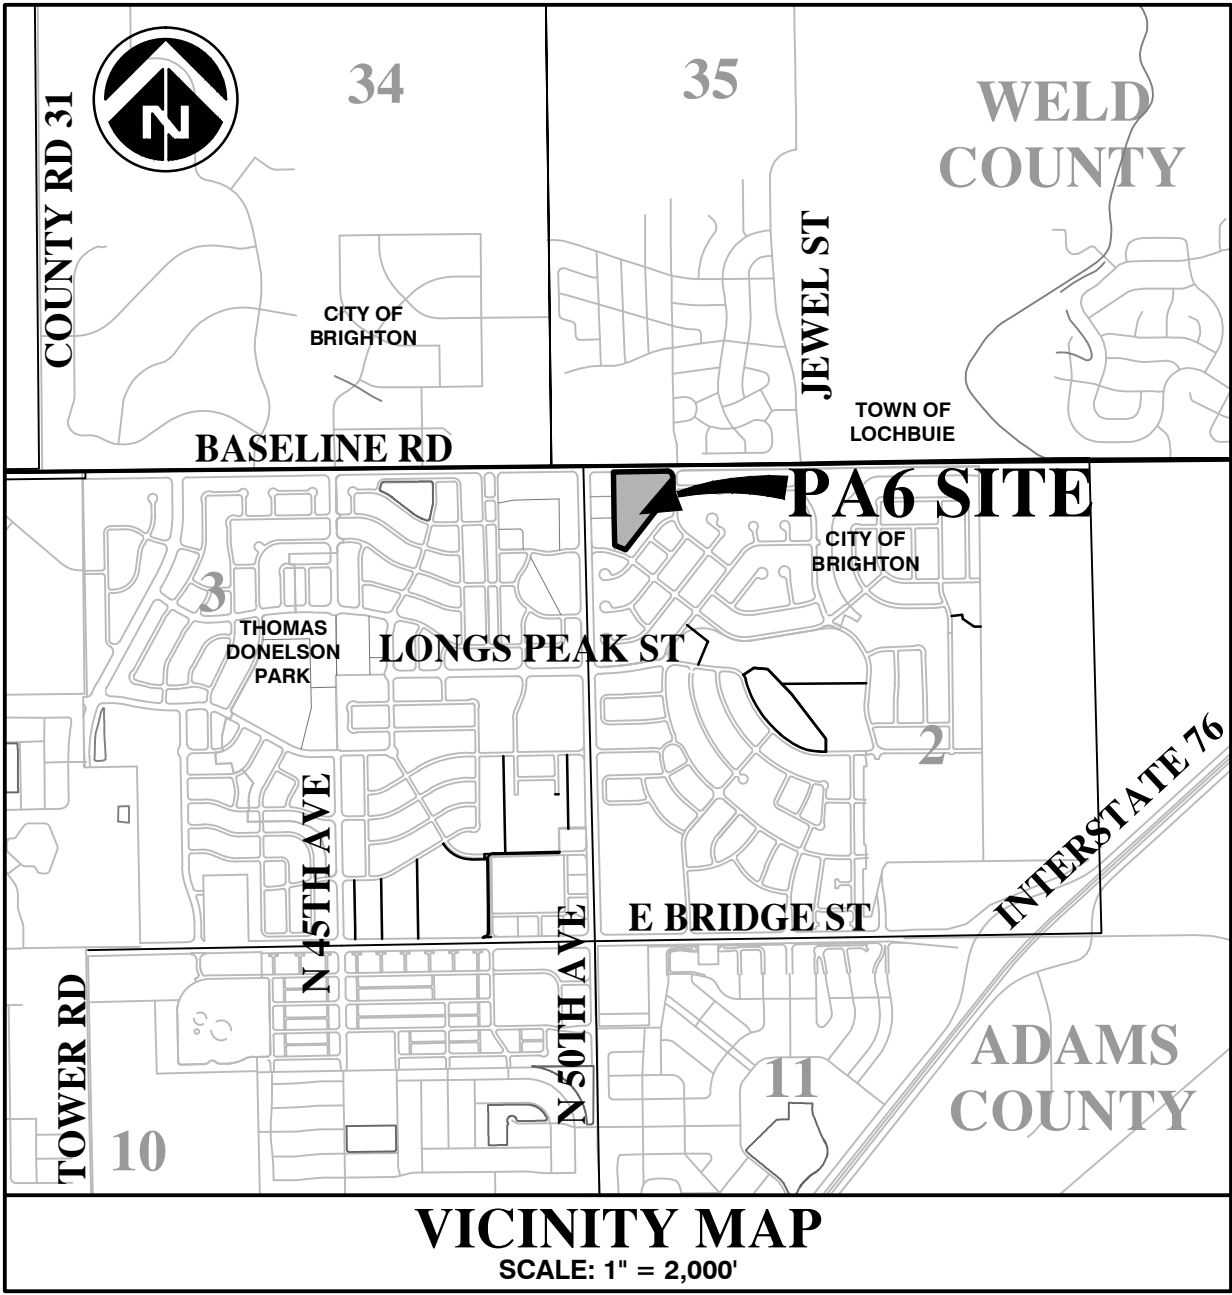 N
34
35
WELD
COUNTY
COUNTY RD 31
JEWEL ST
CITY OF
BRIGHTON
TOWN OF
LOCHBUIE
BASELINE RD
PA6 SITE
CITY OF
BRIGHTON
3
THOMAS
DONELSON
PARK
LONGS PEAK ST
2
INTERSTATE 76
N 45TH AVE
E BRIDGE ST
N 50TH AVE
TOWER RD
ADAMS
COUNTY
11
10
VICINITY MAP
SCALE: 1" = 2,000'